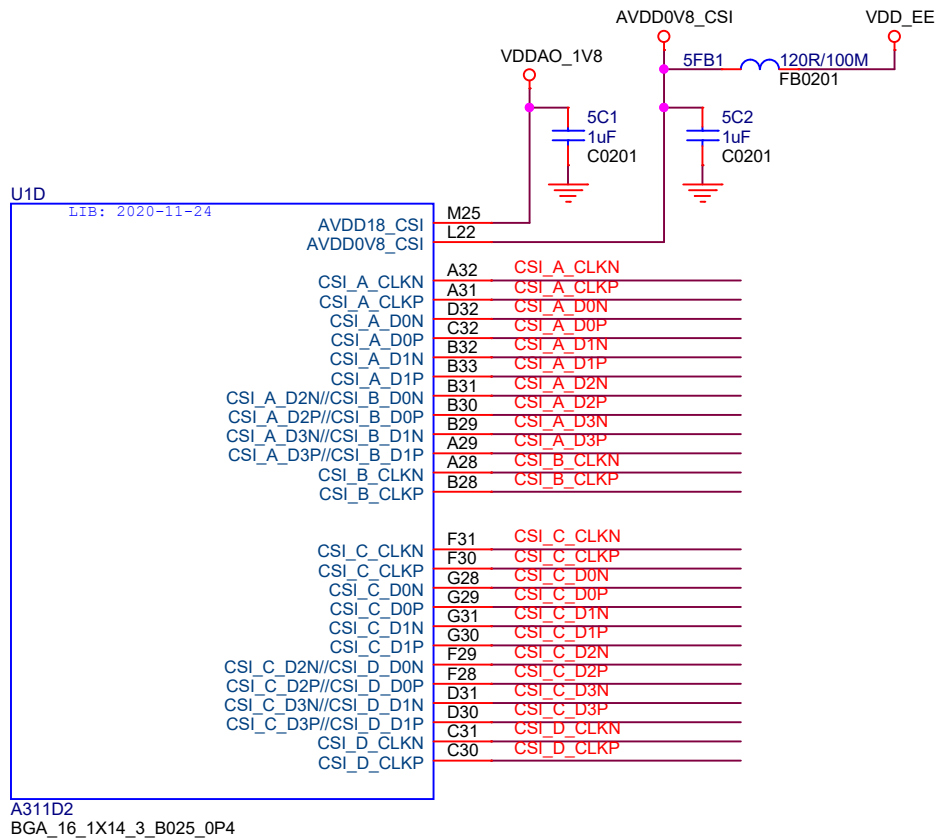 AVDD0V8_CSI
VDD_EE
VDDAO_1V8
5FB1
120R/100M
FB0201
5C1
1uF
C0201
5C2
1uF
C0201
U1D
LIB: 2020-11-24
AVDD18_CSI M25
AVDD0V8_CSI L22
CSI_A_CLKN A32 CSI_A_CLKN
CSI_A_CLKP A31 CSI_A_CLKP
CSI_A_D0N D32 CSI_A_D0N
CSI_A_D0P C32 CSI_A_D0P
CSI_A_D1N B32 CSI_A_D1N
CSI_A_D1P B33 CSI_A_D1P
CSI_A_D2N//CSI_B_D0N B31 CSI_A_D2N
CSI_A_D2P//CSI_B_D0P B30 CSI_A_D2P
CSI_A_D3N//CSI_B_D1N B29 CSI_A_D3N
CSI_A_D3P//CSI_B_D1P A29 CSI_A_D3P
CSI_B_CLKN A28 CSI_B_CLKN
CSI_B_CLKP B28 CSI_B_CLKP
CSI_C_CLKN F31 CSI_C_CLKN
CSI_C_CLKP F30 CSI_C_CLKP
CSI_C_D0N G28 CSI_C_D0N
CSI_C_D0P G29 CSI_C_D0P
CSI_C_D1N G31 CSI_C_D1N
CSI_C_D1P G30 CSI_C_D1P
CSI_C_D2N//CSI_D_D0N F29 CSI_C_D2N
CSI_C_D2P//CSI_D_D0P F28 CSI_C_D2P
CSI_C_D3N//CSI_D_D1N D31 CSI_C_D3N
CSI_C_D3P//CSI_D_D1P D30 CSI_C_D3P
CSI_D_CLKN C31 CSI_D_CLKN
CSI_D_CLKP C30 CSI_D_CLKP
A311D2
BGA_16_1X14_3_B025_0P4